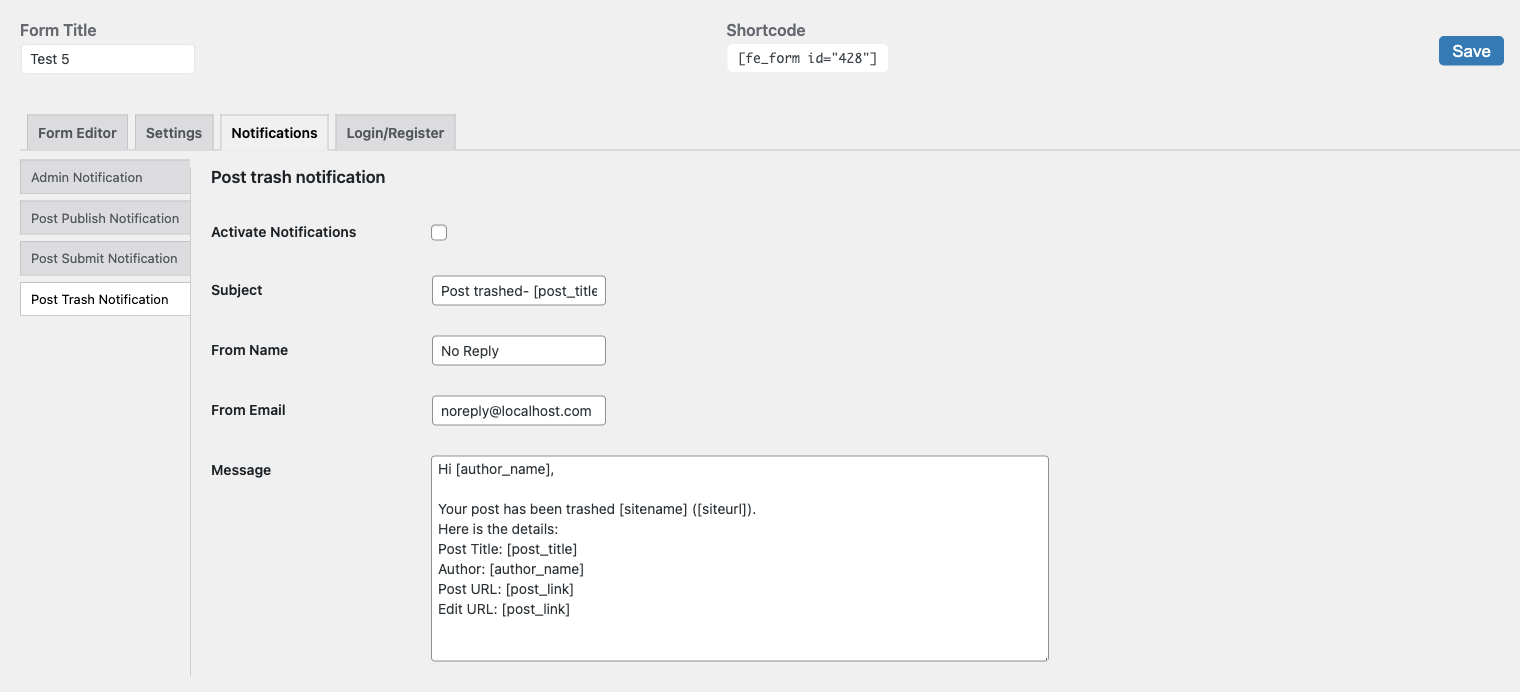 Form Title
Test 5
Shortcode
[fe_form id="428"]
Save
Form Editor
Settings
Notifications
Login/Register
Admin Notification
Post Publish Notification
Post Submit Notification
Post Trash Notification
Post trash notification
Activate Notifications
Subject
Post trashed- [post_title
From Name
No Reply
From Email
noreply@localhost.com
Message
Hi [author_name],
Your post has been trashed [sitename] ([siteurl]).
Here is the details:
Post Title: [post_title]
Author: [author_name]
Post URL: [post_link]
Edit URL: [post_link]